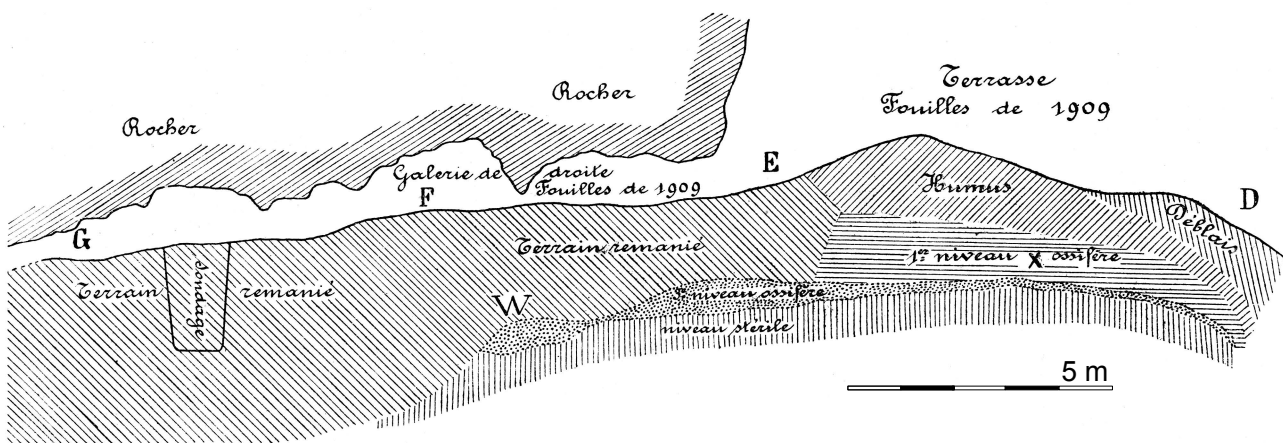 Rocher
Rocher
Terrasse
Fouilles de 1909
Galerie de droite
Fouilles de 1909
G
F
E
D
Humus
Déblais
Terrain remanié
1er niveau X ossifère
Terrain remanié
Sondage
W
niveau ossifère
niveau stérile
5 m